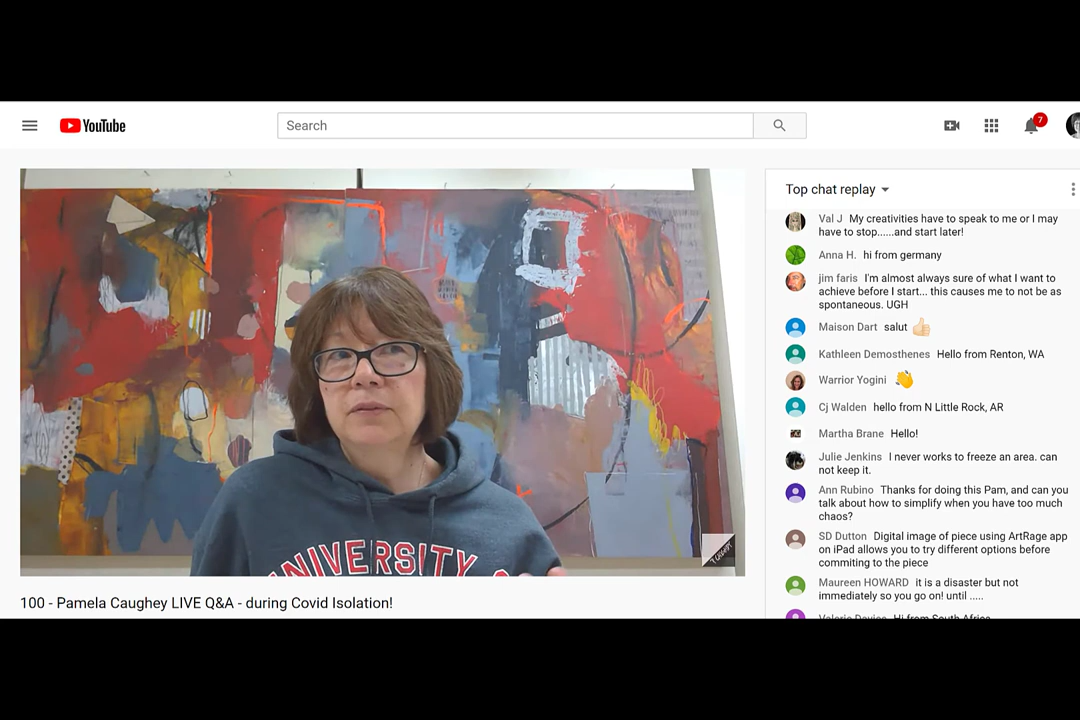 YouTube
Search
7
Top chat replay
Val J My creativities have to speak to me or I may
have to stop......and start later!
Anna H. hi from germany
jim faris I'm almost always sure of what I want to
achieve before I start... this causes me to not be as
spontaneous. UGH
Maison Dart salut 👍🏻
Kathleen Demosthenes Hello from Renton, WA
Warrior Yogini 👋
Cj Walden hello from N Little Rock, AR
Martha Brane Hello!
Julie Jenkins I never works to freeze an area. can
not keep it.
Ann Rubino Thanks for doing this Pam, and can you
talk about how to simplify when you have too much
chaos?
SD Dutton Digital image of piece using ArtRage app
on iPad allows you to try different options before
commiting to the piece
Maureen HOWARD it is a disaster but not
immediately so you go on! until .....
Valerie Davies Hi from South Africa
UNIVERSITY
100 - Pamela Caughey LIVE Q&A - during Covid Isolation!